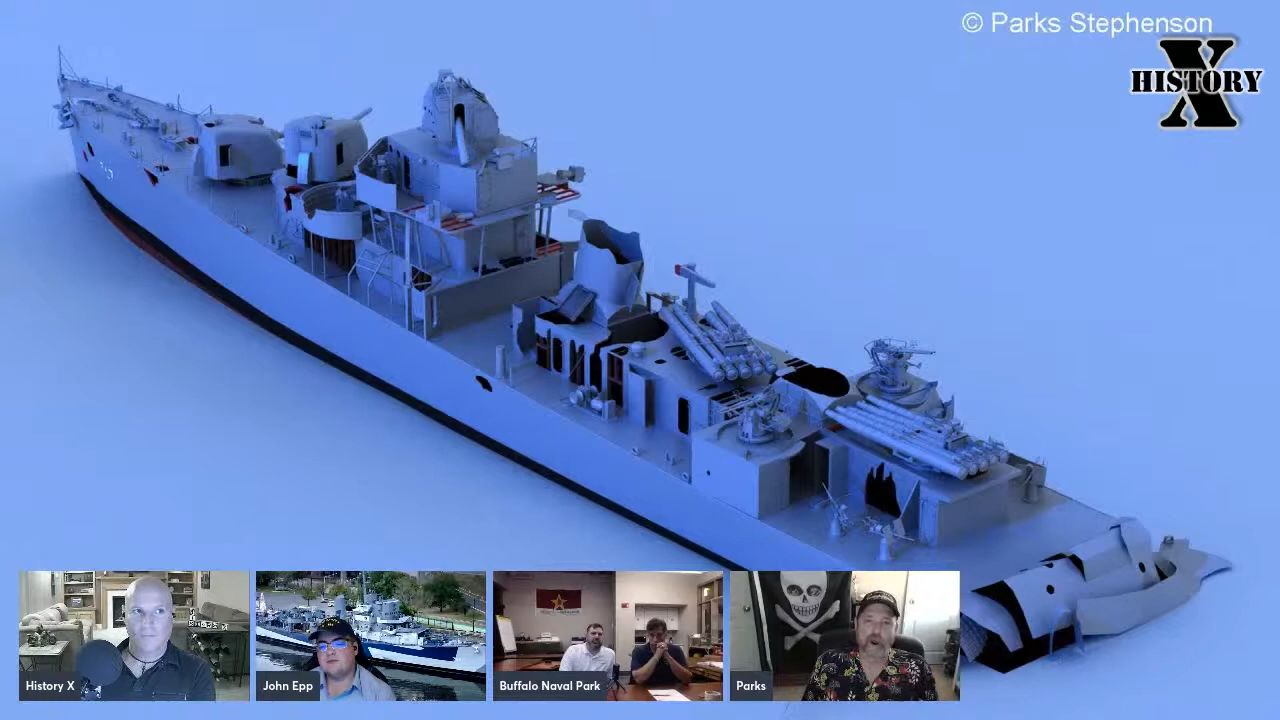 © Parks Stephenson
HISTORY
X
History X
John Epp
Buffalo Naval Park
Parks